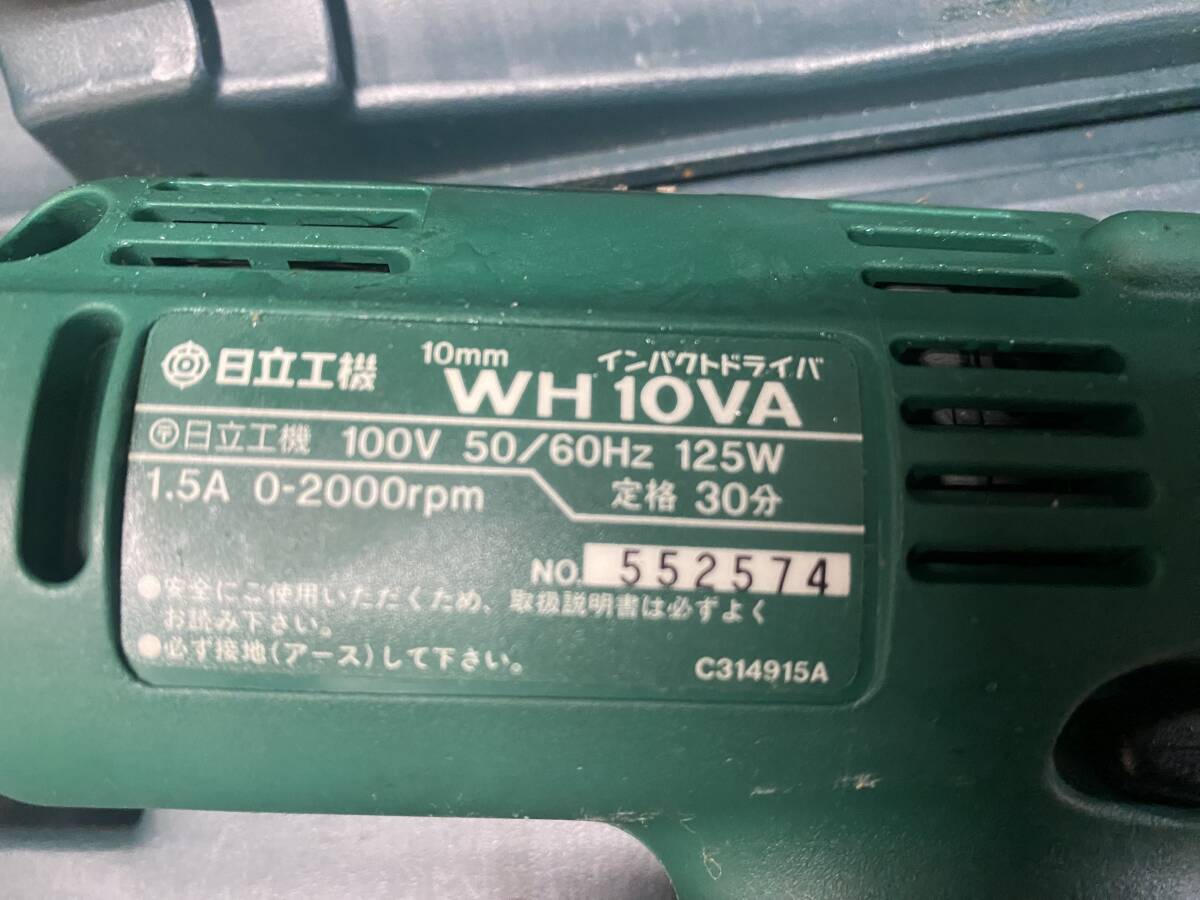 日立工機 10mm インパクトドライバ
WH 10VA
〶日立工機 100V 50/60Hz 125W
1.5A 0-2000rpm 定格 30分
NO. 552574
●安全にご使用いただくため、取扱説明書は必ずよく
お読み下さい。
●必ず接地(アース)して下さい。
C314915A